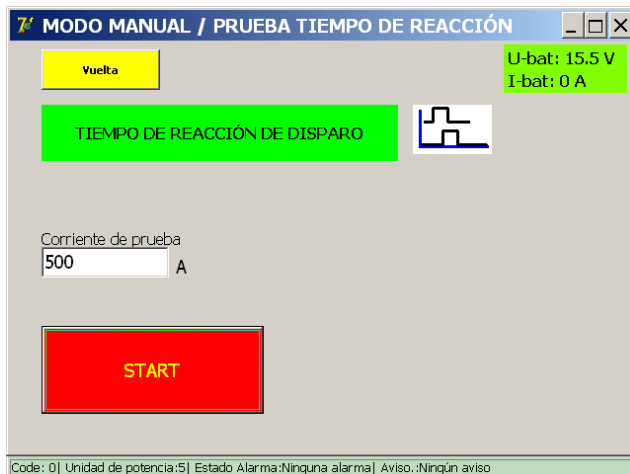 MODO MANUAL / PRUEBA TIEMPO DE REACCIÓN
Vuelta
U-bat: 15.5 V
I-bat: 0 A
TIEMPO DE REACCIÓN DE DISPARO
Corriente de prueba
500 A
START
Code: 0| Unidad de potencia:5| Estado Alarma:Ninguna alarma| Aviso.:Ningún aviso